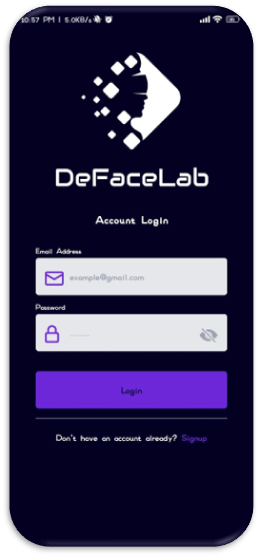 10:57 PM | 5.0KB/s
DeFaceLab
Account Login
Email Address
example@gmail.com
Password
Login
Don't have an account already? Signup